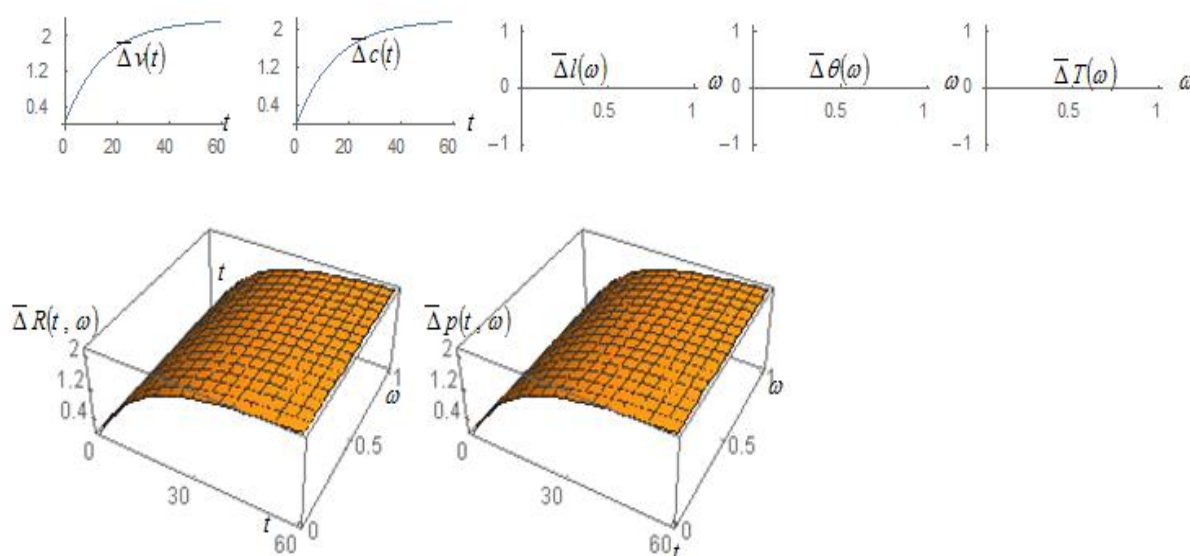 2 1.2 0.4 0 20 40 60 t Δ̅ v(t)
2 1.2 0.4 0 20 40 60 t Δ̅ c(t)
1 0 −1 0.5 1 ω Δ̅ l(ω)
1 0 −1 0.5 1 ω Δ̅ θ(ω)
1 0 −1 0.5 1 ω Δ̅ T(ω)
Δ̅ R(t, ω) t 2 1.2 0.4 0 30 t 60 0 0.5 ω 1
Δ̅ p(t, ω) 2 1.2 0.4 0 30 60 t 0 0.5 ω 1